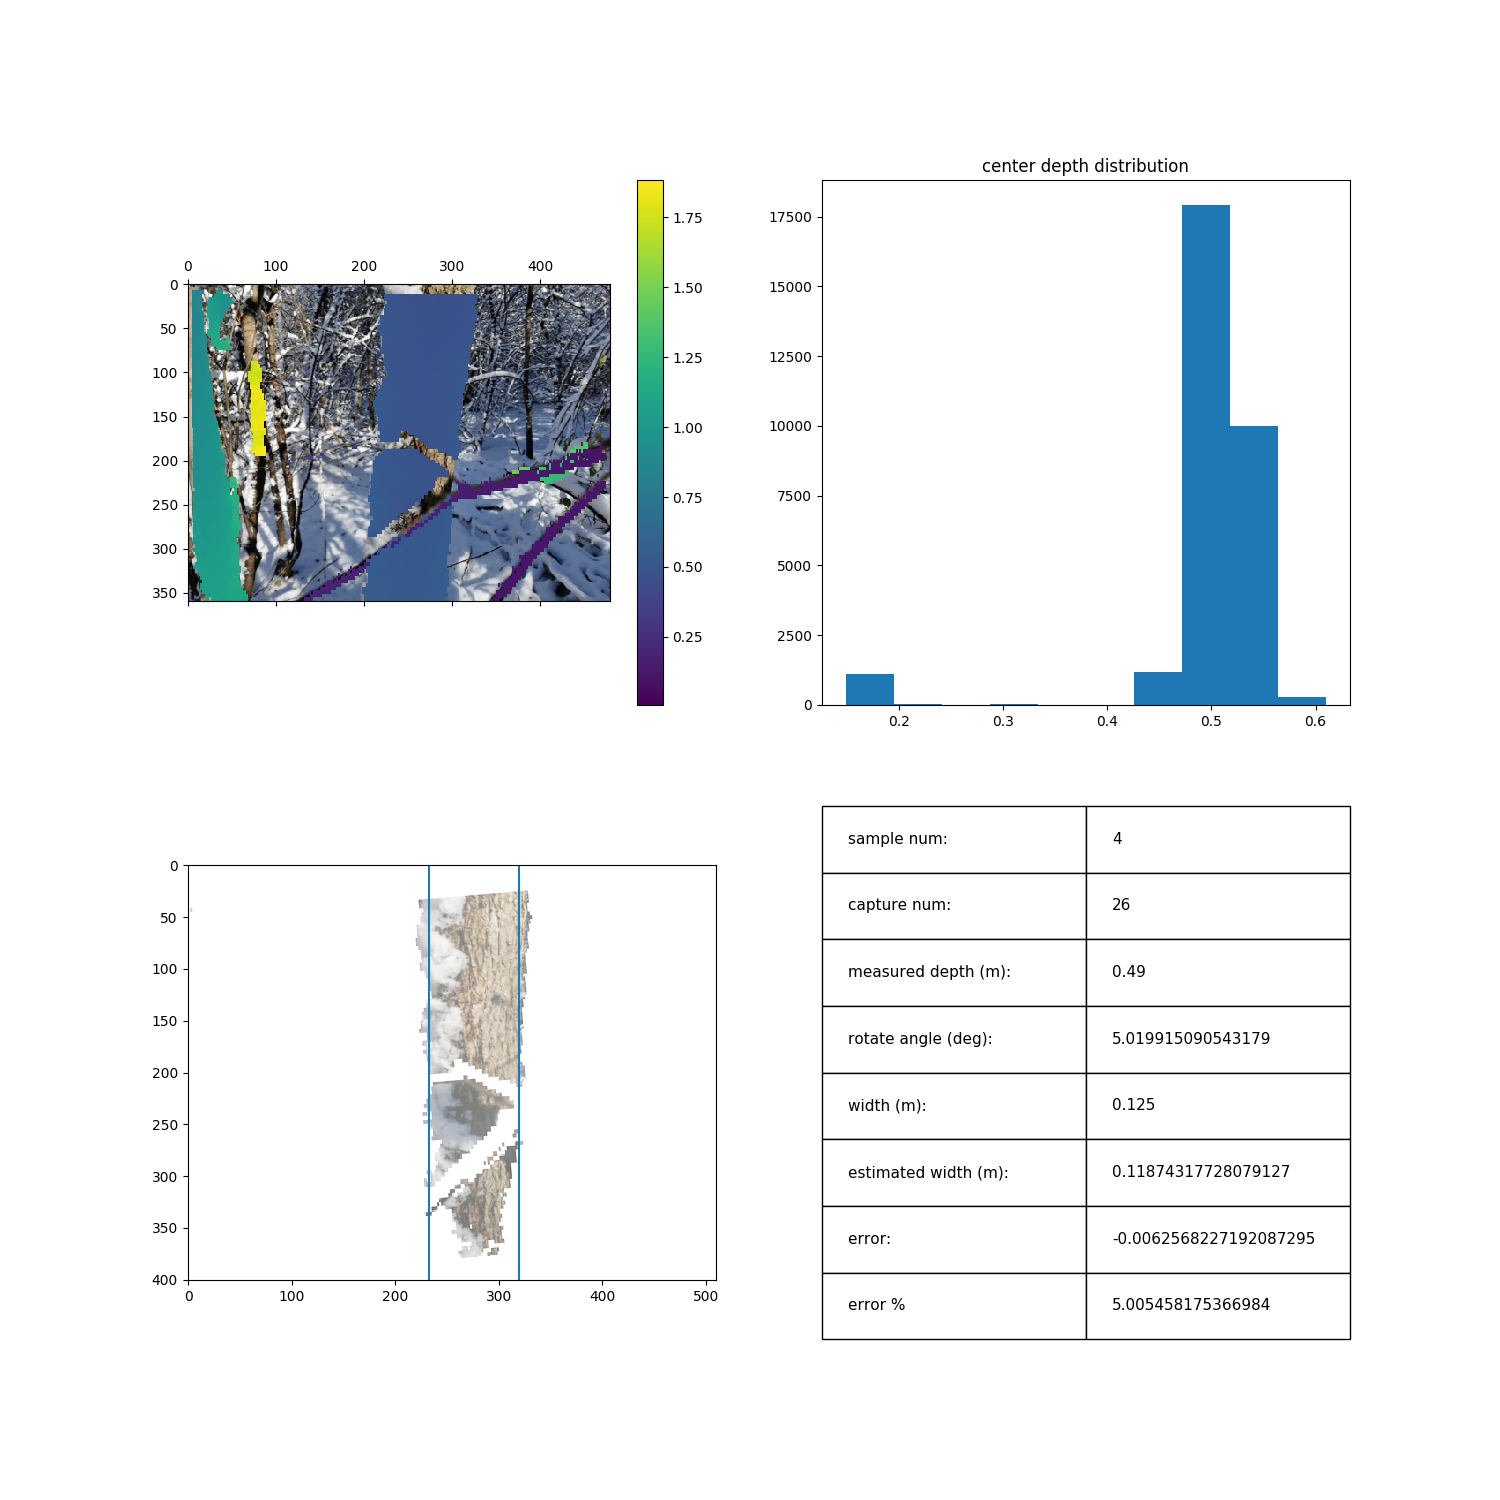 0 100 200 300 400
0
50
100
150
200
250
300
350
1.75
1.50
1.25
1.00
0.75
0.50
0.25
center depth distribution
17500
15000
12500
10000
7500
5000
2500
0
0.2 0.3 0.4 0.5 0.6
0
50
100
150
200
250
300
350
400
0 100 200 300 400 500
sample num: 4
capture num: 26
measured depth (m): 0.49
rotate angle (deg): 5.019915090543179
width (m): 0.125
estimated width (m): 0.11874317728079127
error: -0.0062568227192087295
error % 5.005458175366984